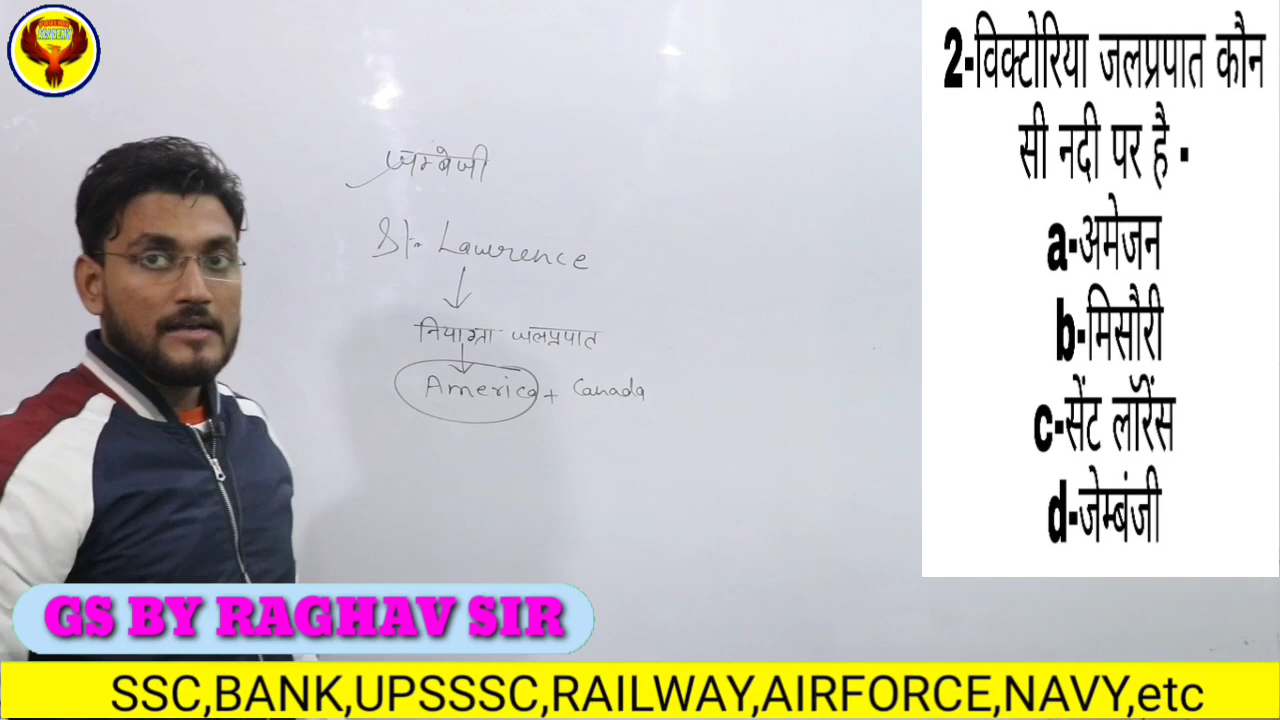 जम्बेजी
St. Lawrence
नियाग्रा जलप्रपात
America + Canada
2-विक्टोरिया जलप्रपात कौन
सी नदी पर है -
a-अमेजन
b-मिसौरी
c-सेंट लॉरेंस
d-जेम्बंजी
GS BY RAGHAV SIR
SSC,BANK,UPSSSC,RAILWAY,AIRFORCE,NAVY,etc